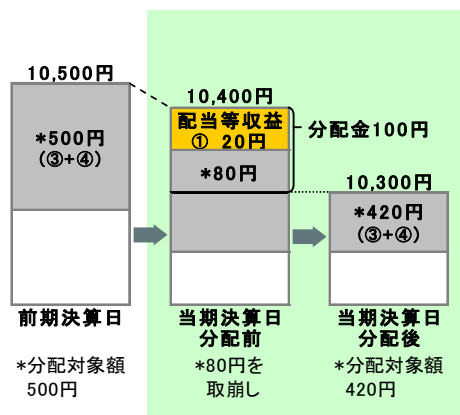 10,500円
*500円
(③+④)
前期決算日
*分配対象額
500円
10,400円
配当等収益
① 20円
*80円
分配金100円
当期決算日
分配前
*80円を
取崩し
10,300円
*420円
(③+④)
当期決算日
分配後
*分配対象額
420円